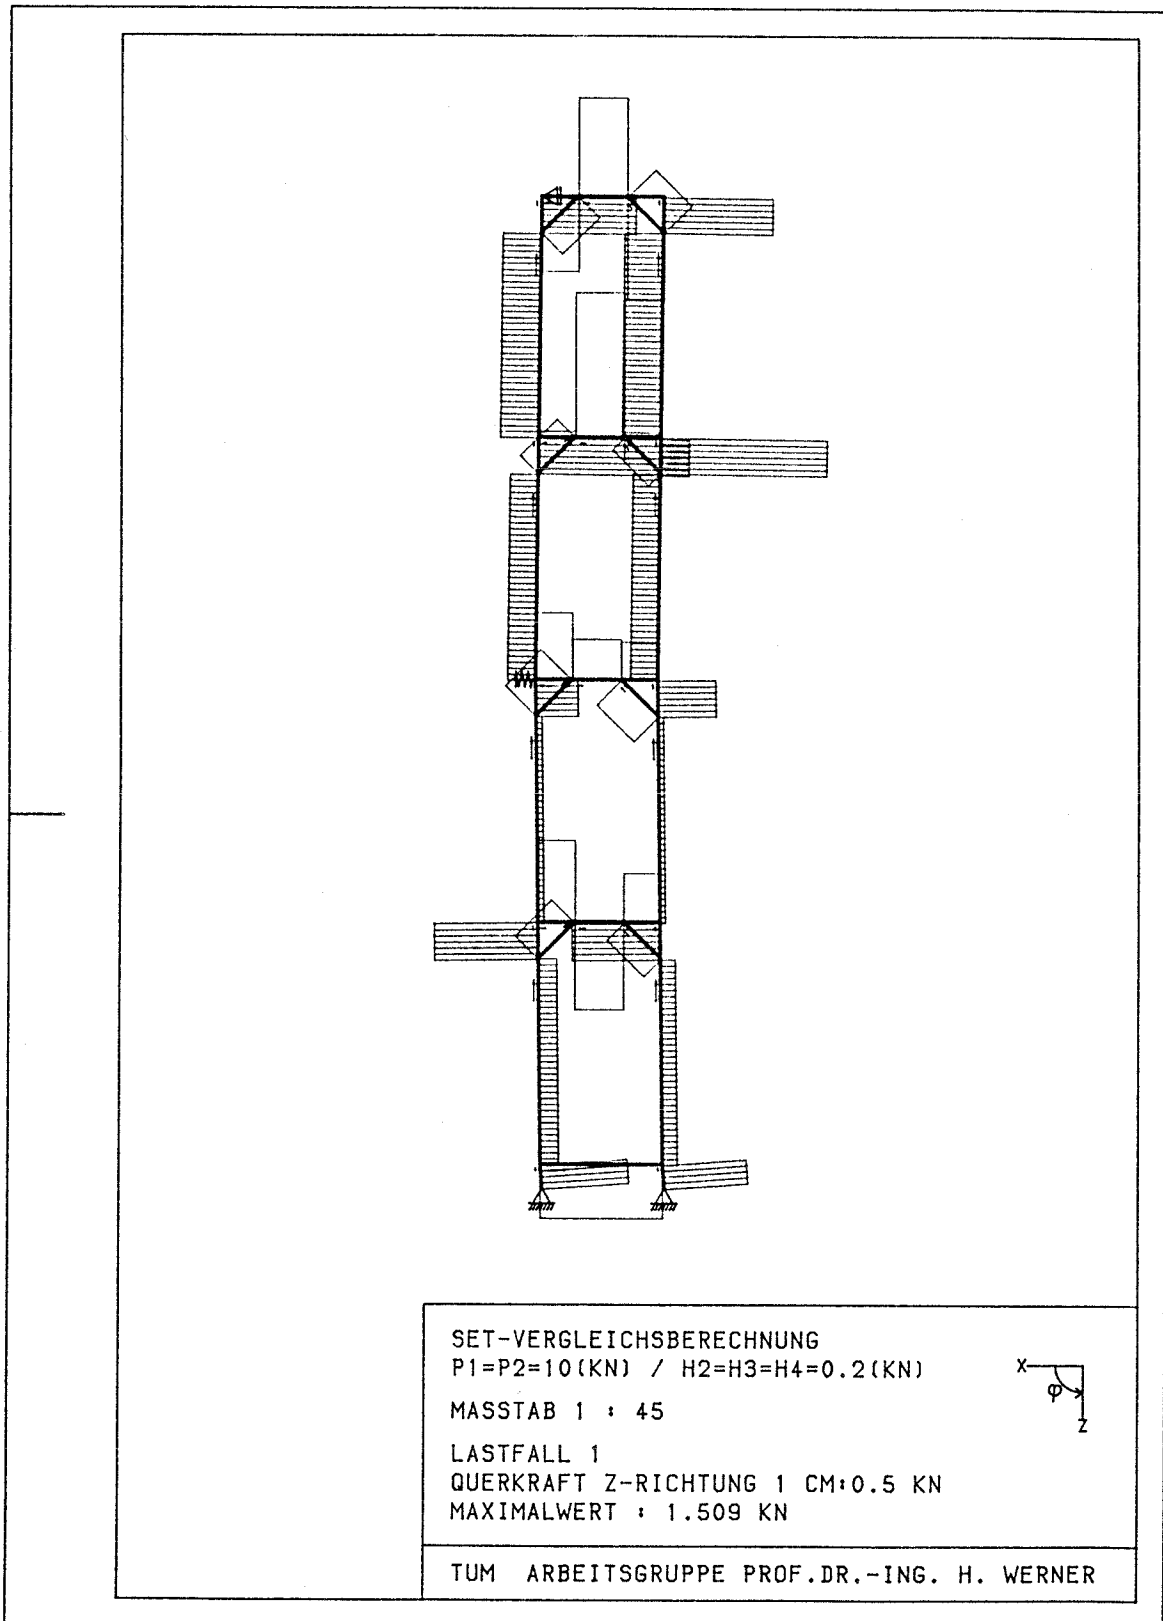 SET-VERGLEICHSBERECHNUNG
P1=P2=10(KN) / H2=H3=H4=0.2(KN)
MASSTAB 1 : 45
LASTFALL 1
QUERKRAFT Z-RICHTUNG 1 CM:0.5 KN
MAXIMALWERT : 1.509 KN
X
φ
Z
TUM ARBEITSGRUPPE PROF.DR.-ING. H. WERNER